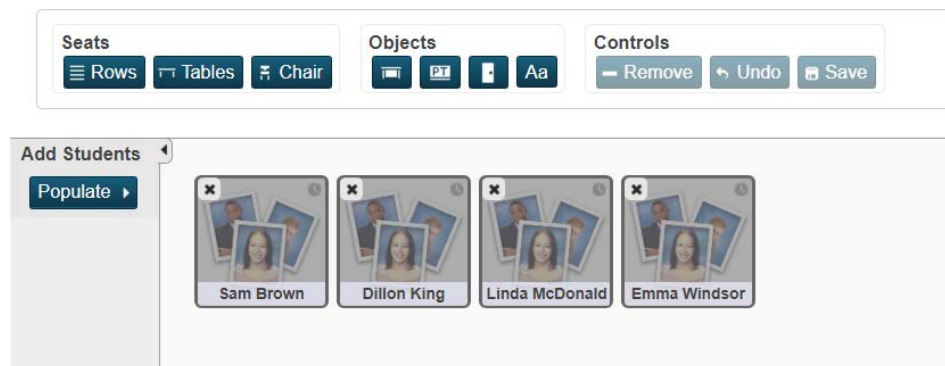 Seats
Rows
Tables
Chair
Objects
PT
Aa
Controls
Remove
Undo
Save
Add Students
Populate
Sam Brown
Dillon King
Linda McDonald
Emma Windsor